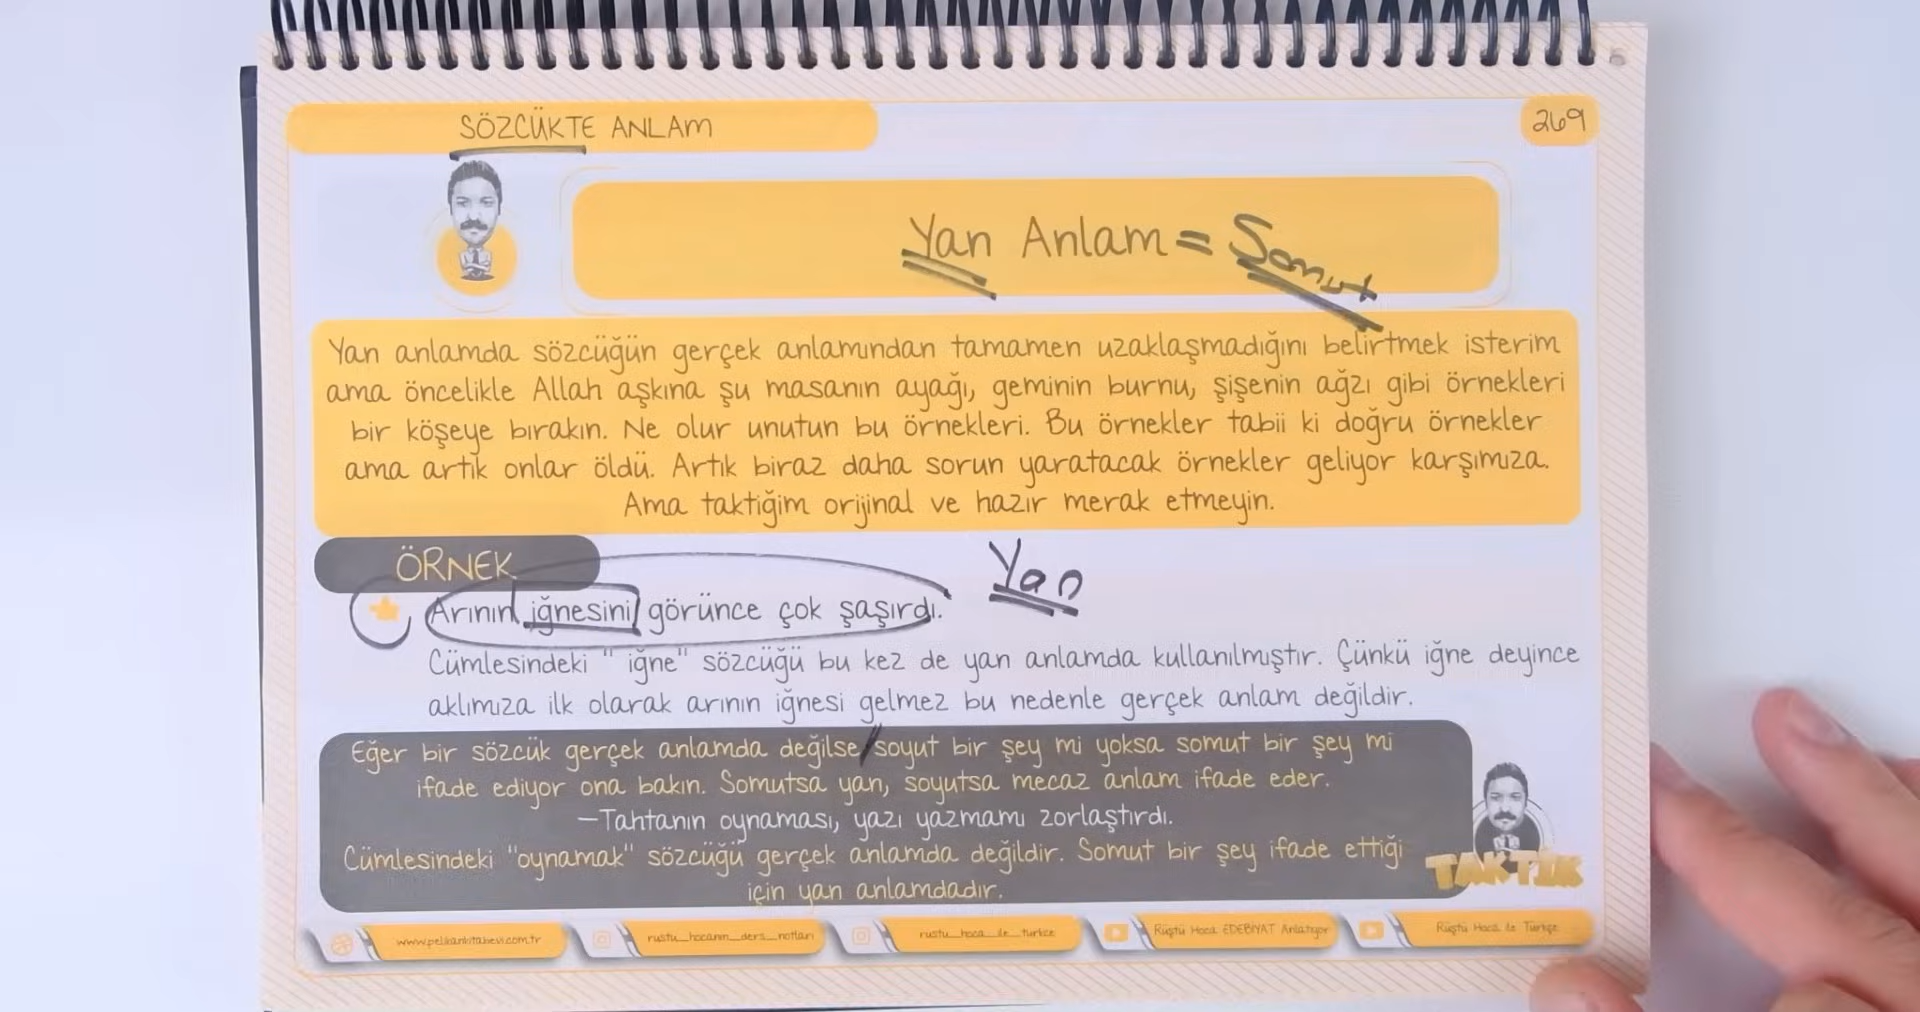 SÖZCÜKTE ANLAM
269
Yan Anlam = Somut
Yan anlamda sözcüğün gerçek anlamından tamamen uzaklaşmadığını belirtmek isterim
ama öncelikle Allah aşkına şu masanın ayağı, geminin burnu, şişenin ağzı gibi örnekleri
bir köşeye bırakın. Ne olur unutun bu örnekleri. Bu örnekler tabii ki doğru örnekler
ama artık onlar öldü. Artık biraz daha sorun yaratacak örnekler geliyor karşımıza.
Ama taktiğim orijinal ve hazır merak etmeyin.
ÖRNEK
Yan
Arının iğnesini görünce çok şaşırdı.
Cümlesindeki " iğne" sözcüğü bu kez de yan anlamda kullanılmıştır. Çünkü iğne deyince
aklımıza ilk olarak arının iğnesi gelmez bu nedenle gerçek anlam değildir.
Eğer bir sözcük gerçek anlamda değilse/soyut bir şey mi yoksa somut bir şey mi
ifade ediyor ona bakın. Somutsa yan, soyutsa mecaz anlam ifade eder.
-Tahtanın oynaması, yazı yazmamı zorlaştırdı.
Cümlesindeki "oynamak" sözcüğü gerçek anlamda değildir. Somut bir şey ifade ettiği
için yan anlamdadır.
TAKTİK
www.pelikankitabevi.com.tr
rustu_hocanın_ders_notları
rustu_hoca_ile_turkce
Rüştü Hoca EDEBİYAT Anlatıyor
Rüştü Hoca ile Türkçe